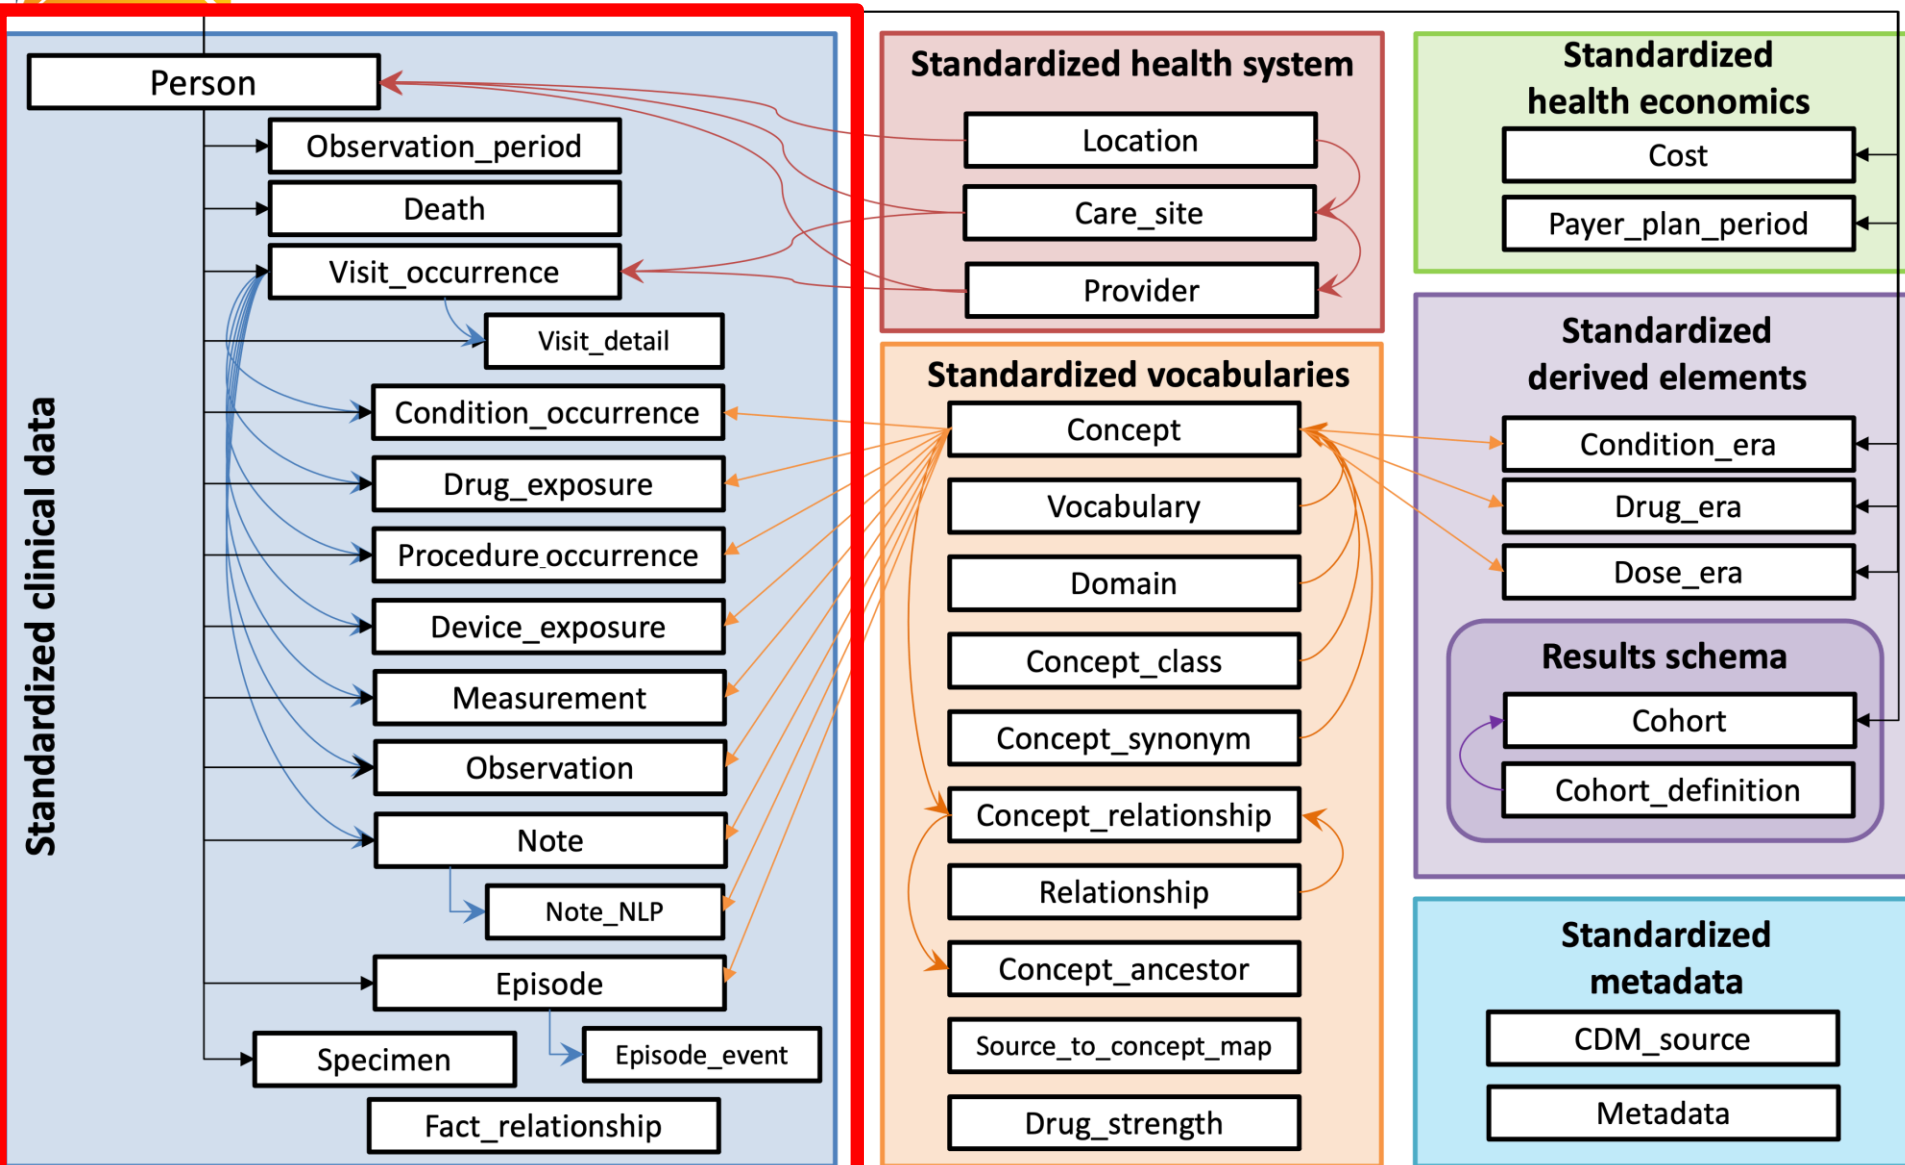 Standardized clinical data
Person
Observation_period
Death
Visit_occurrence
Visit_detail
Condition_occurrence
Drug_exposure
Procedure_occurrence
Device_exposure
Measurement
Observation
Note
Note_NLP
Episode
Specimen
Episode_event
Fact_relationship
Standardized health system
Location
Care_site
Provider
Standardized vocabularies
Concept
Vocabulary
Domain
Concept_class
Concept_synonym
Concept_relationship
Relationship
Concept_ancestor
Source_to_concept_map
Drug_strength
Standardized
health economics
Cost
Payer_plan_period
Standardized
derived elements
Condition_era
Drug_era
Dose_era
Results schema
Cohort
Cohort_definition
Standardized
metadata
CDM_source
Metadata